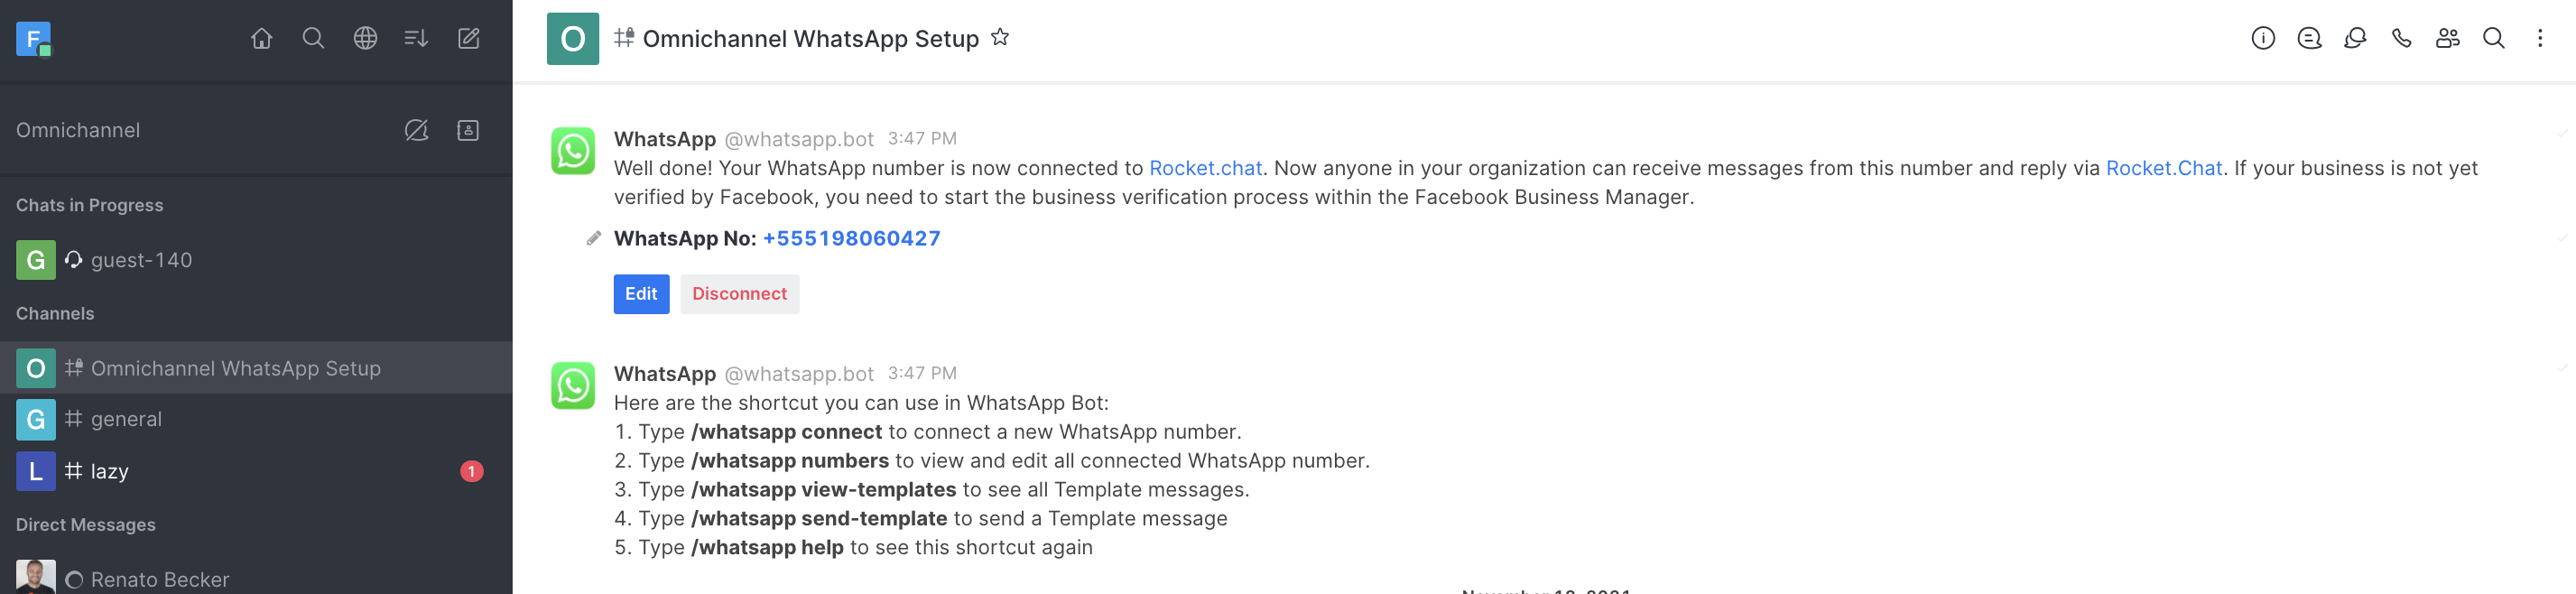 F
Omnichannel
Chats in Progress
G guest-140
Channels
O Omnichannel WhatsApp Setup
G general
L lazy 1
Direct Messages
Renato Becker
O Omnichannel WhatsApp Setup
WhatsApp @whatsapp.bot 3:47 PM
Well done! Your WhatsApp number is now connected to Rocket.chat. Now anyone in your organization can receive messages from this number and reply via Rocket.Chat. If your business is not yet
verified by Facebook, you need to start the business verification process within the Facebook Business Manager.
WhatsApp No: +555198060427
Edit Disconnect
WhatsApp @whatsapp.bot 3:47 PM
Here are the shortcut you can use in WhatsApp Bot:
1. Type /whatsapp connect to connect a new WhatsApp number.
2. Type /whatsapp numbers to view and edit all connected WhatsApp number.
3. Type /whatsapp view-templates to see all Template messages.
4. Type /whatsapp send-template to send a Template message
5. Type /whatsapp help to see this shortcut again